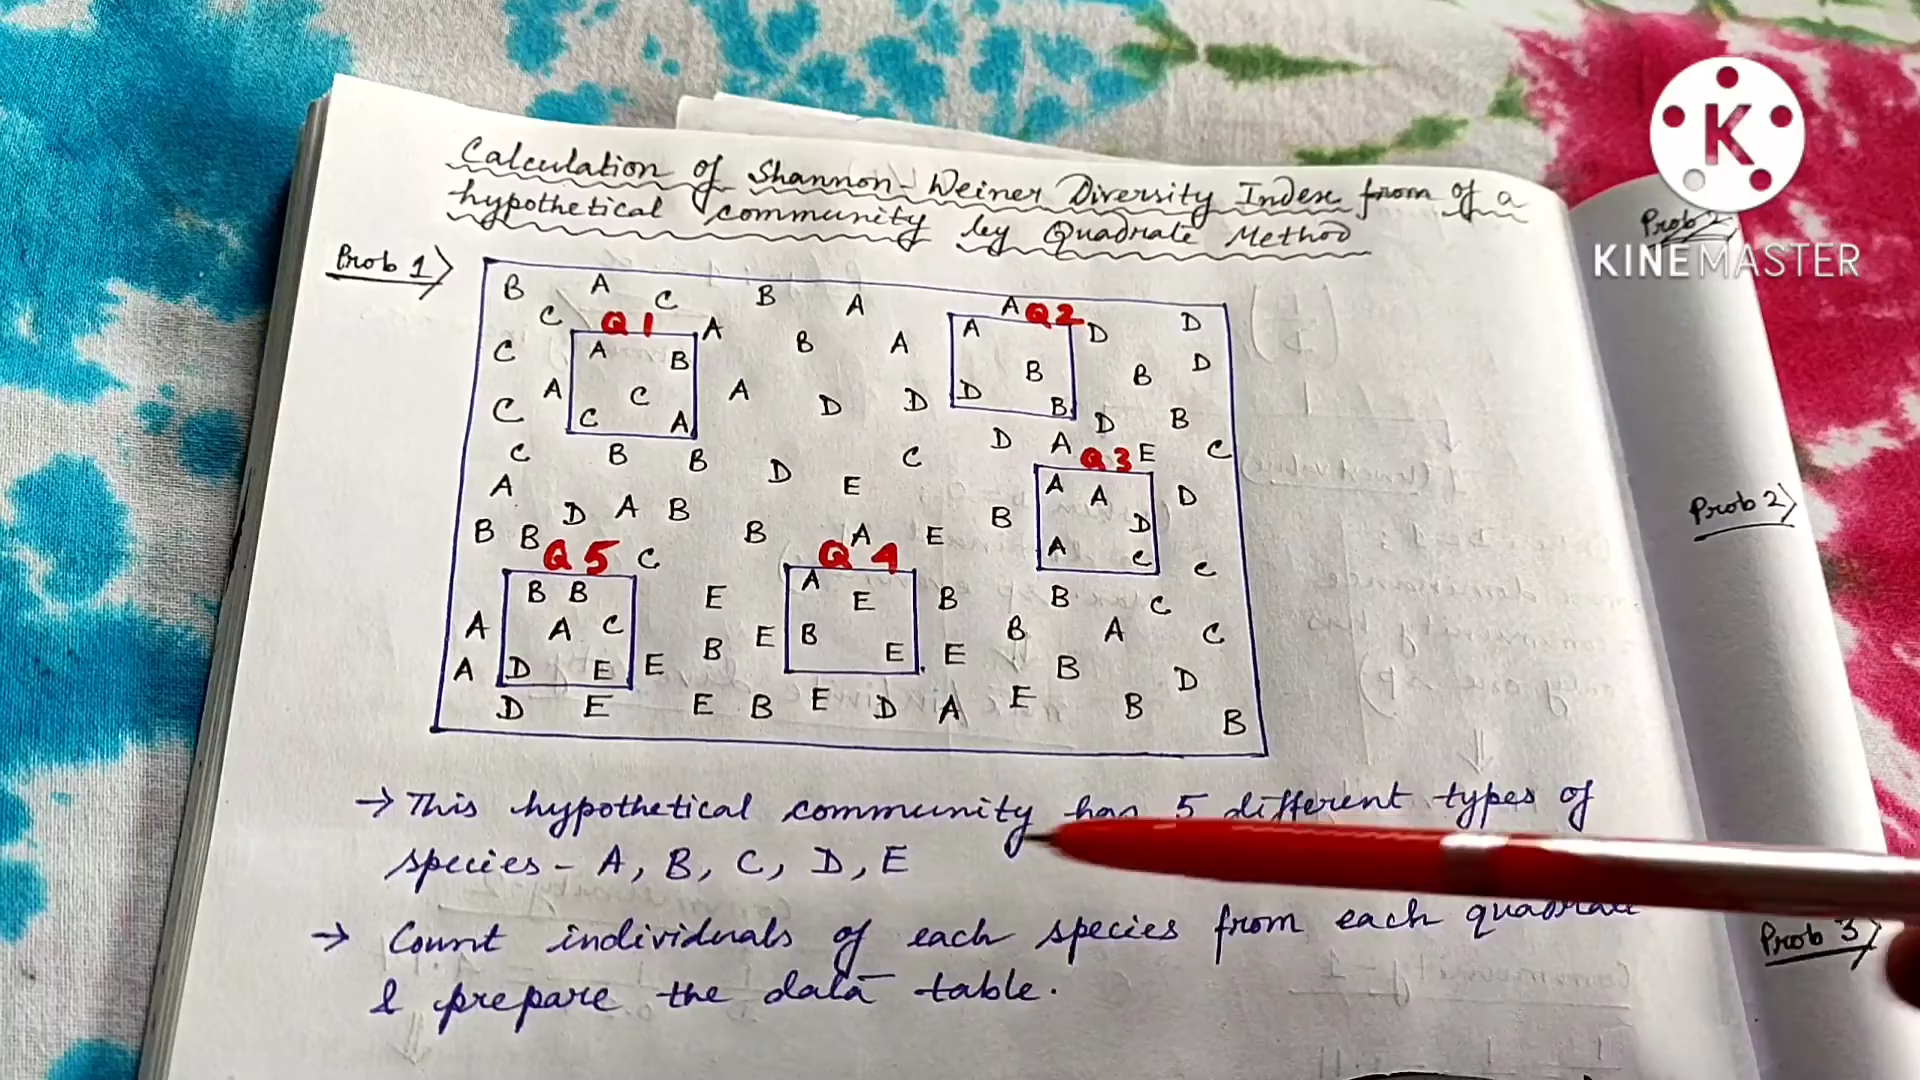 Calculation of Shannon-Weiner Diversity Index from of a
hypothetical community by Quadrate Method
Prob 1)
B A C B A A D
C Q1 A B A Q2 D
C A B A B D
A C A D D D B B
C C A D B
C B B D C D A Q3 E C
A E A A D
D A B B D
B B B A E A C
Q5 C Q4 C
B B E A E B B C
A A C B E B B A C
A D E E E E B D
D E E B E D A E B B
→ This hypothetical community has 5 different types of
species - A, B, C, D, E
→ Count individuals of each species from each quadrate
& prepare the data table.
K
KINEMASTER
Prob 2
Prob 2)
Prob 3)